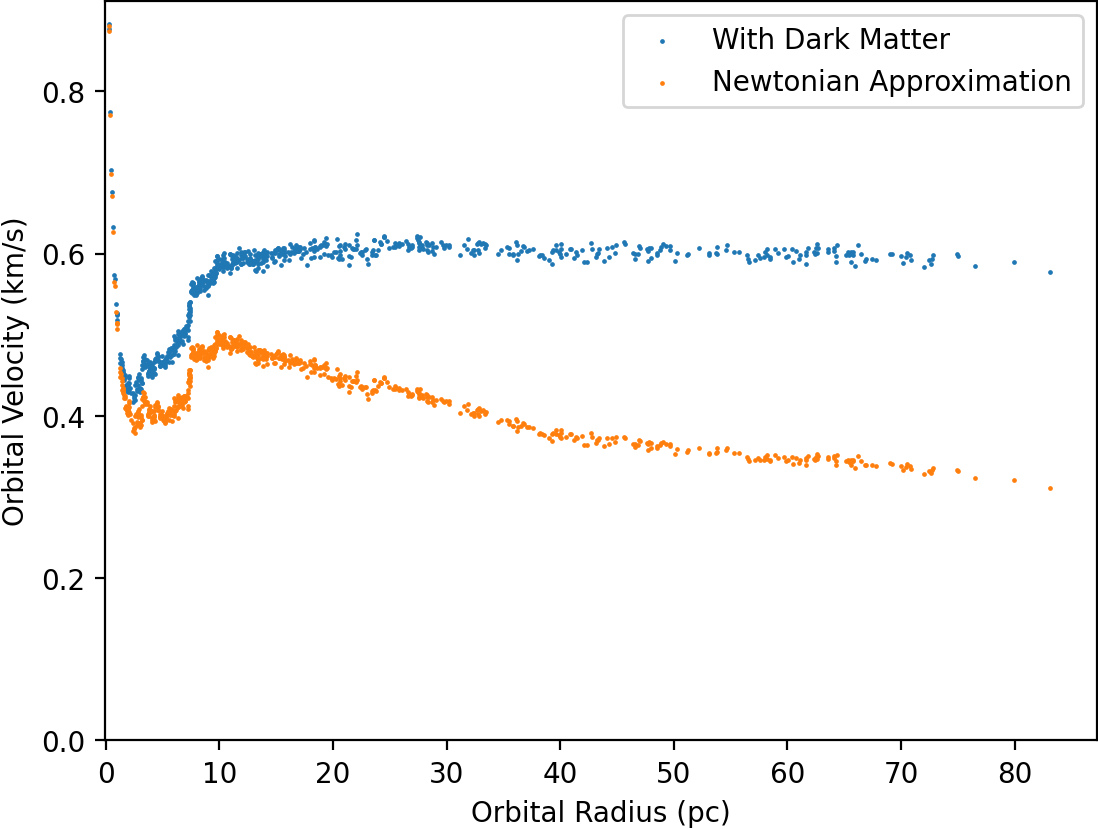 With Dark Matter
Newtonian Approximation
Orbital Velocity (km/s)
0.8
0.6
0.4
0.2
0.0
0 10 20 30 40 50 60 70 80
Orbital Radius (pc)